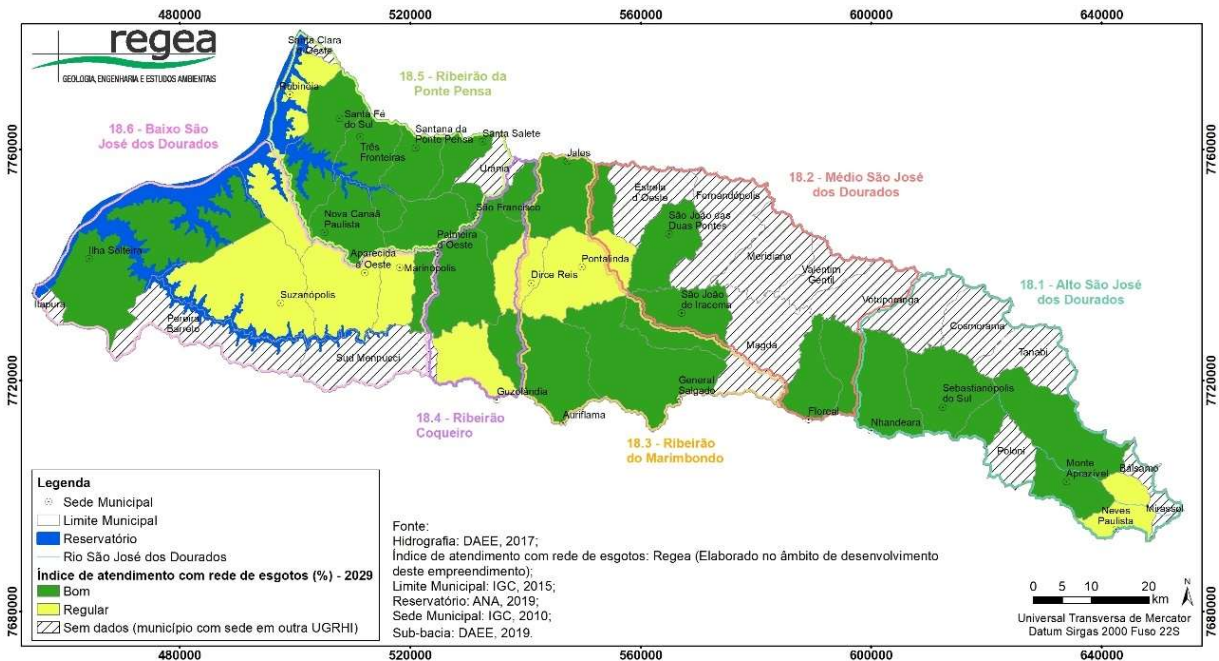 480000
520000
560000
600000
640000
regea
GEOLOGIA, ENGENHARIA E ESTUDOS AMBIENTAIS
7760000
7720000
7680000
7760000
7720000
7680000
Santa Clara
d'Oeste
Rubinéia
18.5 - Ribeirão da
Ponte Pensa
Santa Fé
do Sul
Santana da
Ponte Pensa
Santa Salete
Três
Fronteiras
18.6 - Baixo São
José dos Dourados
Urânia
Jales
18.2 - Médio São José
dos Dourados
Estrela
d'Oeste
Fernandópolis
São Francisco
São João das
Duas Pontes
Nova Canaã
Paulista
Palmeira
d'Oeste
Ilha Solteira
Aparecida
d'Oeste
Marinópolis
Dirce Reis
Pontalinda
Meridiano
Valentim
Gentil
18.1 - Alto São José
dos Dourados
Itapura
Suzanápolis
São João
de Iracema
Votuporanga
Pereira
Barreto
Cosmorama
Sud Mennucci
Magda
Tanabi
Guzolândia
General
Salgado
Sebastianópolis
do Sul
18.4 - Ribeirão
Coqueiro
Auriflama
Floreal
Nhandeara
18.3 - Ribeirão
do Marimbondo
Poloni
Monte
Aprazível
Bálsamo
Neves
Paulista
Mirassol
Legenda
Sede Municipal
Limite Municipal
Reservatório
Rio São José dos Dourados
Índice de atendimento com rede de esgotos (%) - 2029
Bom
Regular
Sem dados (município com sede em outra UGRHI)
Fonte:
Hidrografia: DAEE, 2017;
Índice de atendimento com rede de esgotos: Regea (Elaborado no âmbito de desenvolvimento
deste empreendimento);
Limite Municipal: IGC, 2015;
Reservatório: ANA, 2019;
Sede Municipal: IGC, 2010;
Sub-bacia: DAEE, 2019.
0 5 10 20
km
N
Universal Transversa de Mercator
Datum Sirgas 2000 Fuso 22S
480000
520000
560000
600000
640000